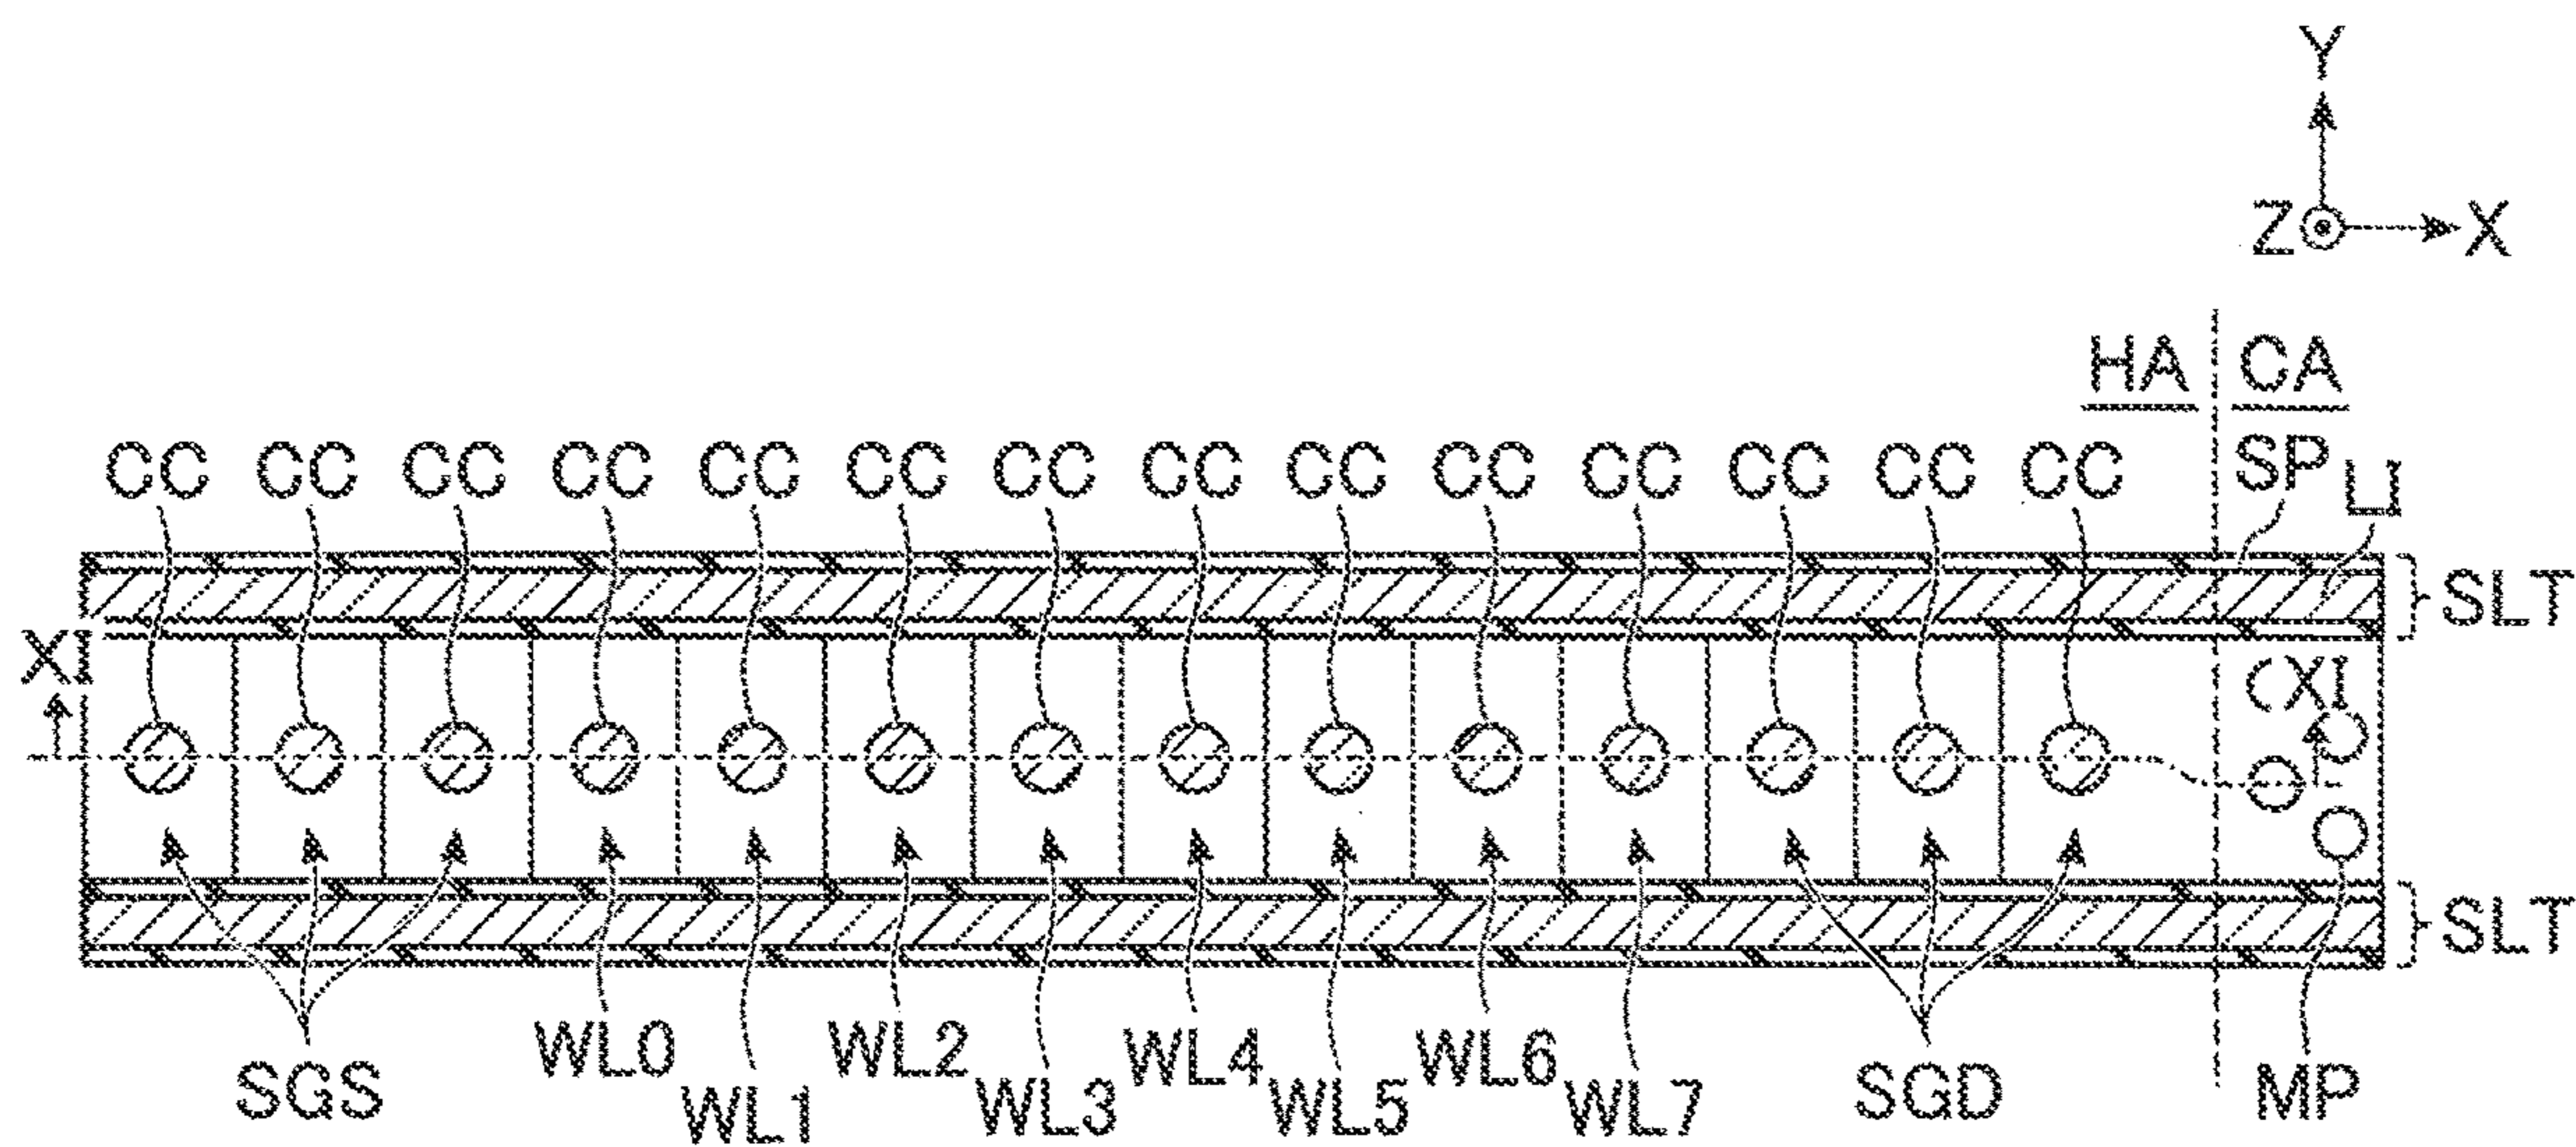 Y
Z X
HA CA
CC CC CC CC CC CC CC CC CC CC CC CC CC CC SP LI
SLT
XI XI
SLT
SGS WL0 WL1 WL2 WL3 WL4 WL5 WL6 WL7 SGD MP